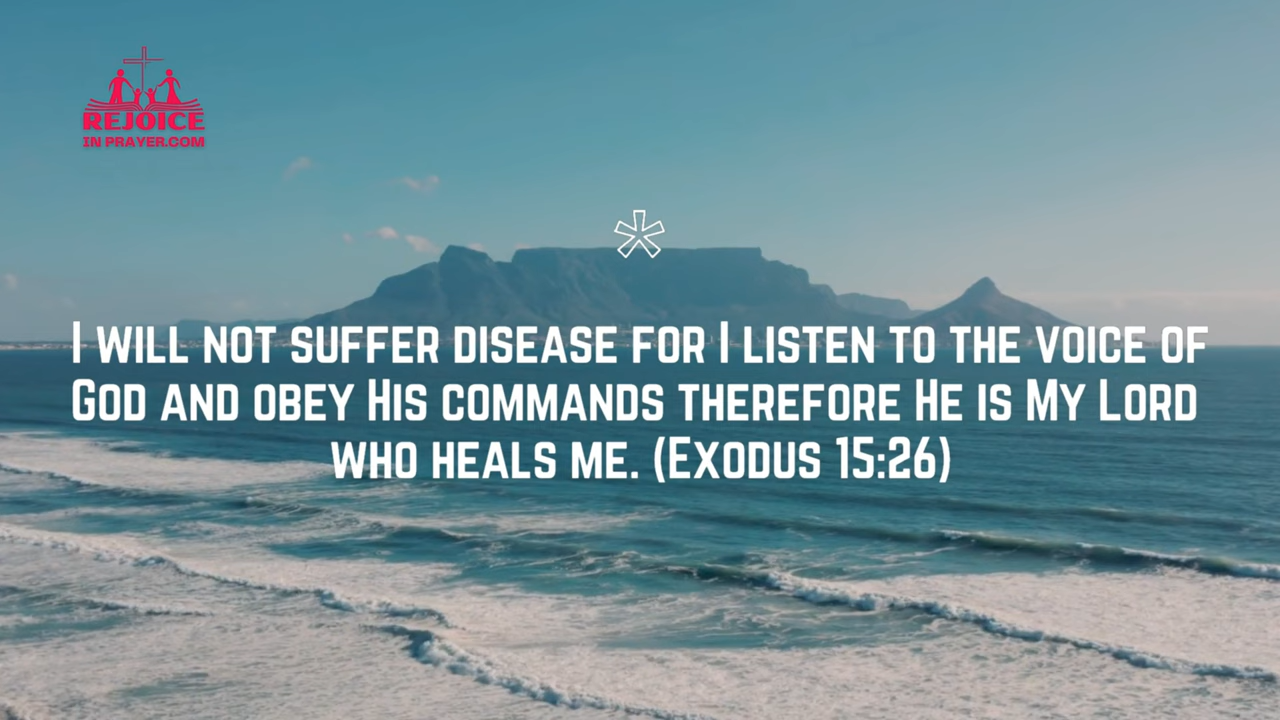 REJOICE
IN PRAYER.COM
I WILL NOT SUFFER DISEASE FOR I LISTEN TO THE VOICE OF
GOD AND OBEY HIS COMMANDS THEREFORE HE IS MY LORD
WHO HEALS ME. (EXODUS 15:26)